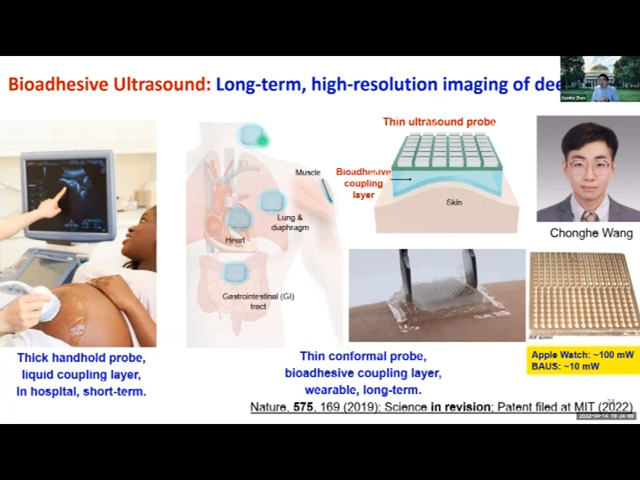 Bioadhesive Ultrasound: Long-term, high-resolution imaging of dee
Thin ultrasound probe
Bioadhesive
coupling
layer
Skin
Muscle
Lung &
diaphragm
Heart
Gastrointestinal (GI)
tract
Chonghe Wang
Apple Watch: ~100 mW
BAUS: ~10 mW
Thick handhold probe,
liquid coupling layer,
In hospital, short-term.
Thin conformal probe,
bioadhesive coupling layer,
wearable, long-term.
Nature, 575, 169 (2019); Science in revision; Patent filed at MIT (2022)